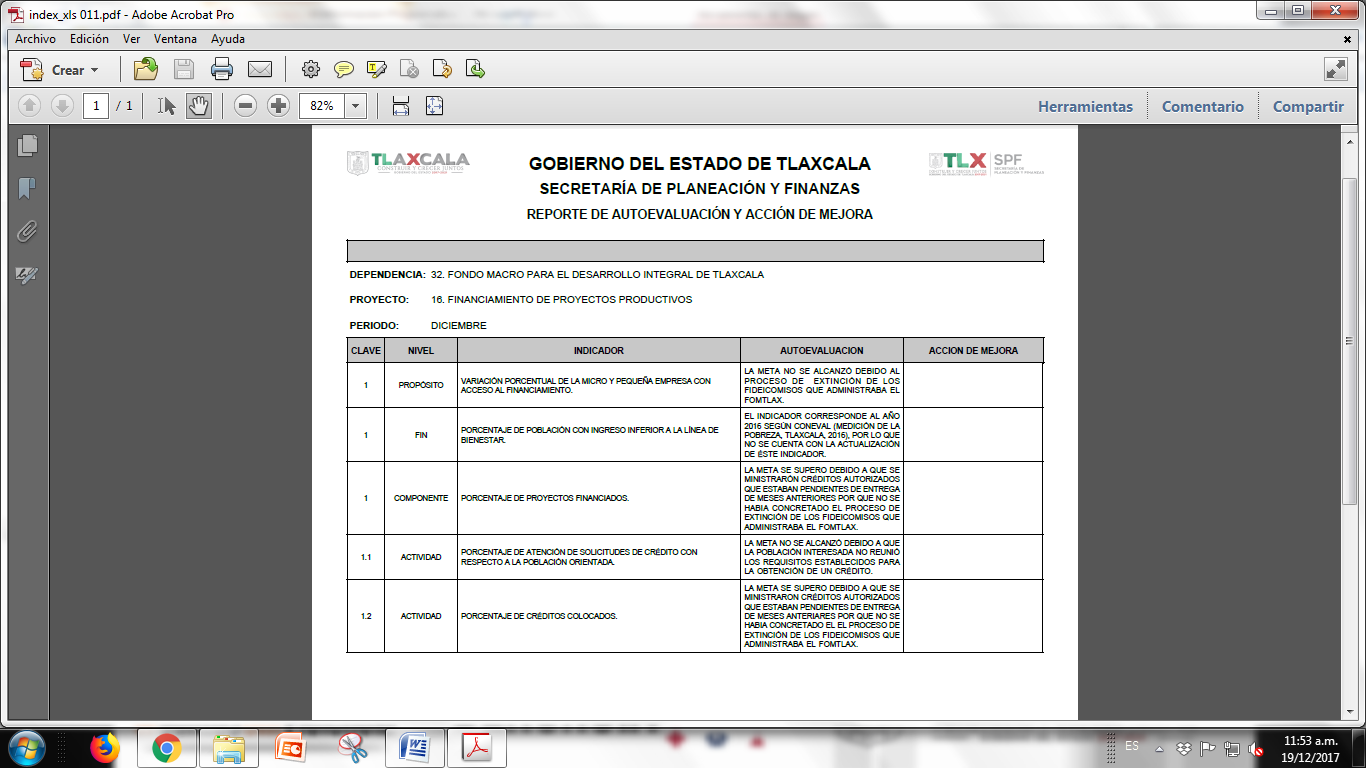 index_xls 011.pdf - Adobe Acrobat Pro
Archivo Edición Ver Ventana Ayuda
Crear
1 / 1 82% Herramientas Comentario Compartir
TLAXCALA
CONSTRUIR Y CRECER JUNTOS
TLX SPF
GOBIERNO DEL ESTADO DE TLAXCALA
SECRETARÍA DE PLANEACIÓN Y FINANZAS
REPORTE DE AUTOEVALUACIÓN Y ACCIÓN DE MEJORA
DEPENDENCIA: 32. FONDO MACRO PARA EL DESARROLLO INTEGRAL DE TLAXCALA
PROYECTO: 16. FINANCIAMIENTO DE PROYECTOS PRODUCTIVOS
PERIODO: DICIEMBRE
CLAVE NIVEL INDICADOR AUTOEVALUACION ACCION DE MEJORA
1 PROPÓSITO
VARIACIÓN PORCENTUAL DE LA MICRO Y PEQUEÑA EMPRESA CON
ACCESO AL FINANCIAMIENTO.
LA META NO SE ALCANZÓ DEBIDO AL
PROCESO DE EXTINCIÓN DE LOS
FIDEICOMISOS QUE ADMINISTRABA EL
FOMTLAX.
1 FIN
PORCENTAJE DE POBLACIÓN CON INGRESO INFERIOR A LA LÍNEA DE
BIENESTAR.
EL INDICADOR CORRESPONDE AL AÑO
2016 SEGÚN CONEVAL (MEDICIÓN DE LA
POBREZA, TLAXCALA, 2016), POR LO QUE
NO SE CUENTA CON LA ACTUALIZACIÓN
DE ÉSTE INDICADOR.
1 COMPONENTE PORCENTAJE DE PROYECTOS FINANCIADOS.
LA META SE SUPERO DEBIDO A QUE SE
MINISTRARÓN CRÉDITOS AUTORIZADOS
QUE ESTABAN PENDIENTES DE ENTREGA
DE MESES ANTERIORES POR QUE NO SE
HABIA CONCRETADO EL PROCESO DE
EXTINCIÓN DE LOS FIDEICOMISOS QUE
ADMINISTRABA EL FOMTLAX.
1.1 ACTIVIDAD
PORCENTAJE DE ATENCIÓN DE SOLICITUDES DE CRÉDITO CON
RESPECTO A LA POBLACIÓN ORIENTADA.
LA META NO SE ALCANZÓ DEBIDO A QUE
LA POBLACIÓN INTERESADA NO REUNIÓ
LOS REQUISITOS ESTABLECIDOS PARA
LA OBTENCIÓN DE UN CRÉDITO.
1.2 ACTIVIDAD PORCENTAJE DE CRÉDITOS COLOCADOS.
LA META SE SUPERO DEBIDO A QUE SE
MINISTRARON CRÉDITOS AUTORIZADOS
QUE ESTABAN PENDIENTES DE ENTREGA
DE MESES ANTERIARES POR QUE NO SE
HABIA CONCRETADO EL EL PROCESO DE
EXTINCIÓN DE LOS FIDEICOMISOS QUE
ADMINISTRABA EL FOMTLAX.
ES
11:53 a.m.
19/12/2017